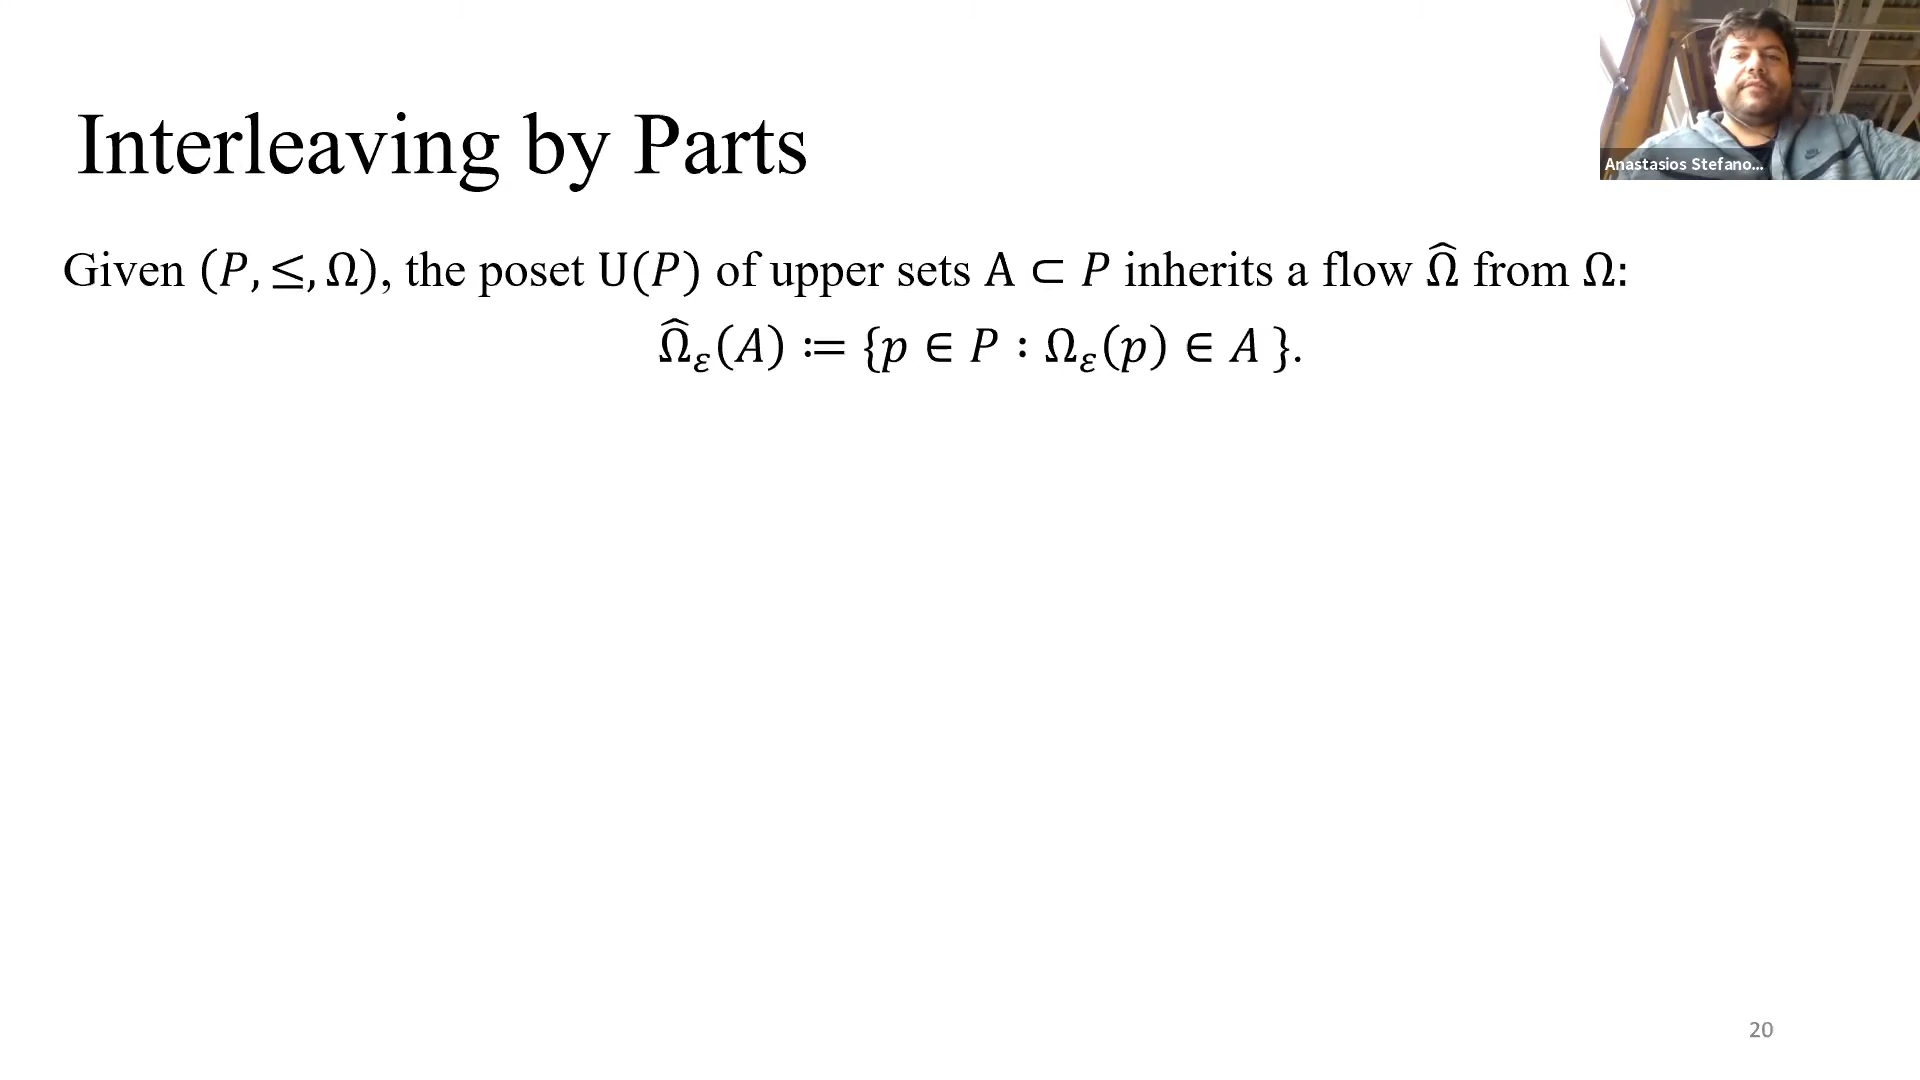 Anastasios Stefano...
Interleaving by Parts
Given (P, ≤, Ω), the poset U(P) of upper sets A ⊂ P inherits a flow Ω̂ from Ω:
Ω̂_ε(A) ≔ {p ∈ P : Ω_ε(p) ∈ A }.
20